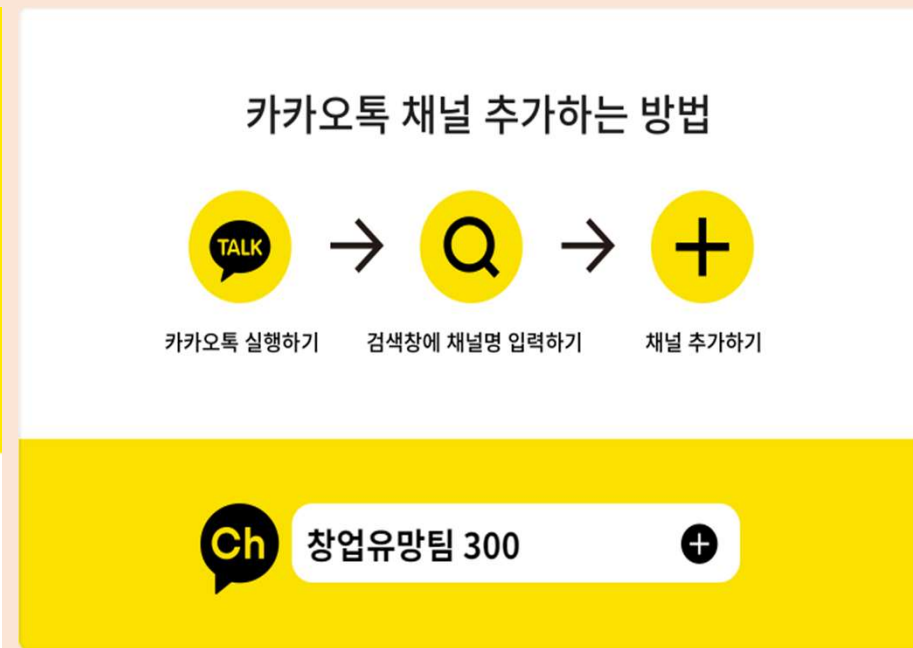 카카오톡 채널 추가하는 방법
TALK
카카오톡 실행하기
검색창에 채널명 입력하기
채널 추가하기
Ch
창업유망팀 300